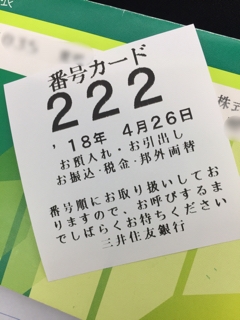 035
株式
番号カード
222
'18年 4月26日
お預入れ・お引出し
お振込・税金・邦外両替
番号順にお取り扱いしてお
りますので、お呼びするま
でしばらくお待ちください
三井住友銀行